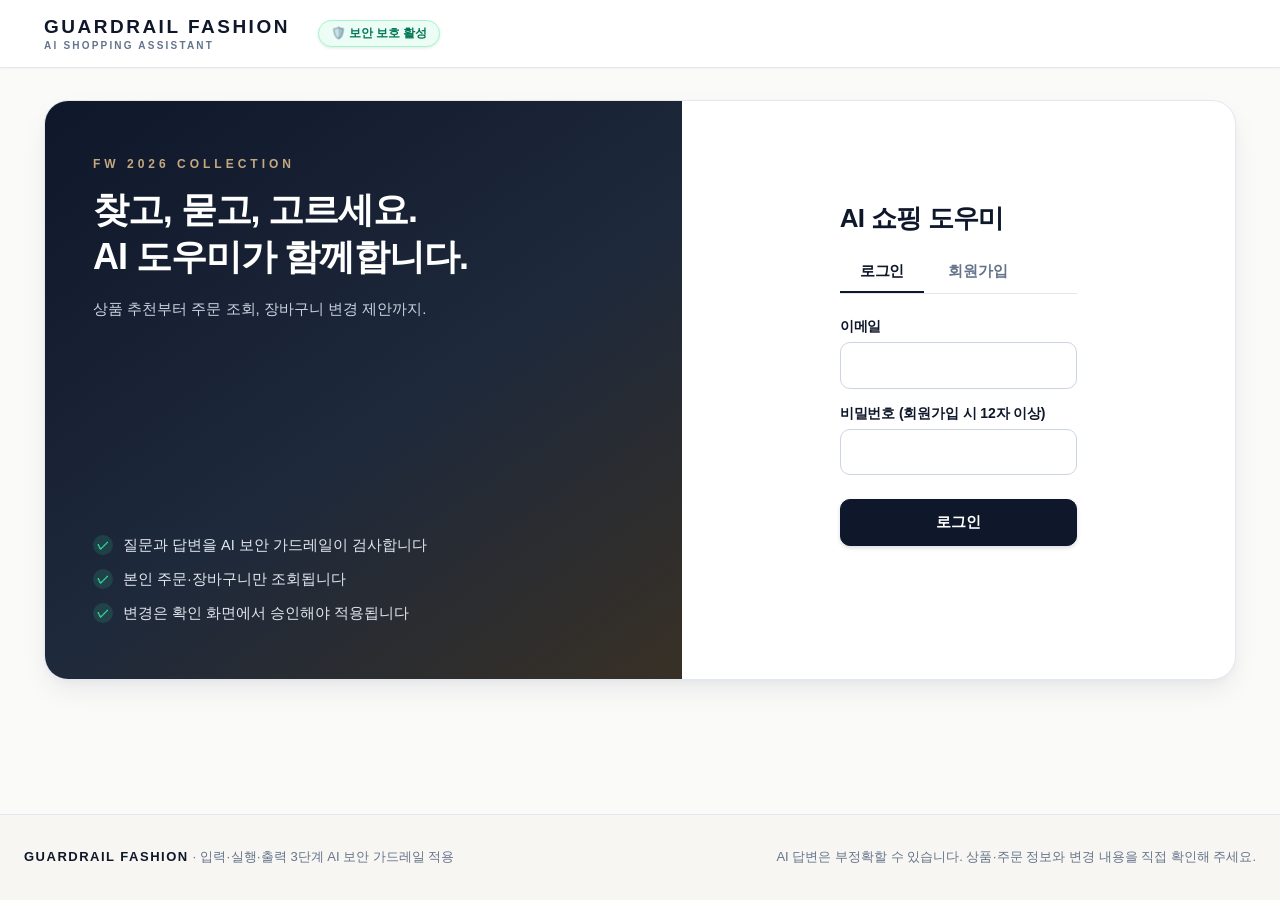 GUARDRAIL FASHION
AI SHOPPING ASSISTANT
보안 보호 활성
FW 2026 COLLECTION
찾고, 묻고, 고르세요.
AI 도우미가 함께합니다.
상품 추천부터 주문 조회, 장바구니 변경 제안까지.
질문과 답변을 AI 보안 가드레일이 검사합니다
본인 주문·장바구니만 조회됩니다
변경은 확인 화면에서 승인해야 적용됩니다
AI 쇼핑 도우미
로그인 회원가입
이메일
비밀번호 (회원가입 시 12자 이상)
로그인
GUARDRAIL FASHION · 입력·실행·출력 3단계 AI 보안 가드레일 적용
AI 답변은 부정확할 수 있습니다. 상품·주문 정보와 변경 내용을 직접 확인해 주세요.